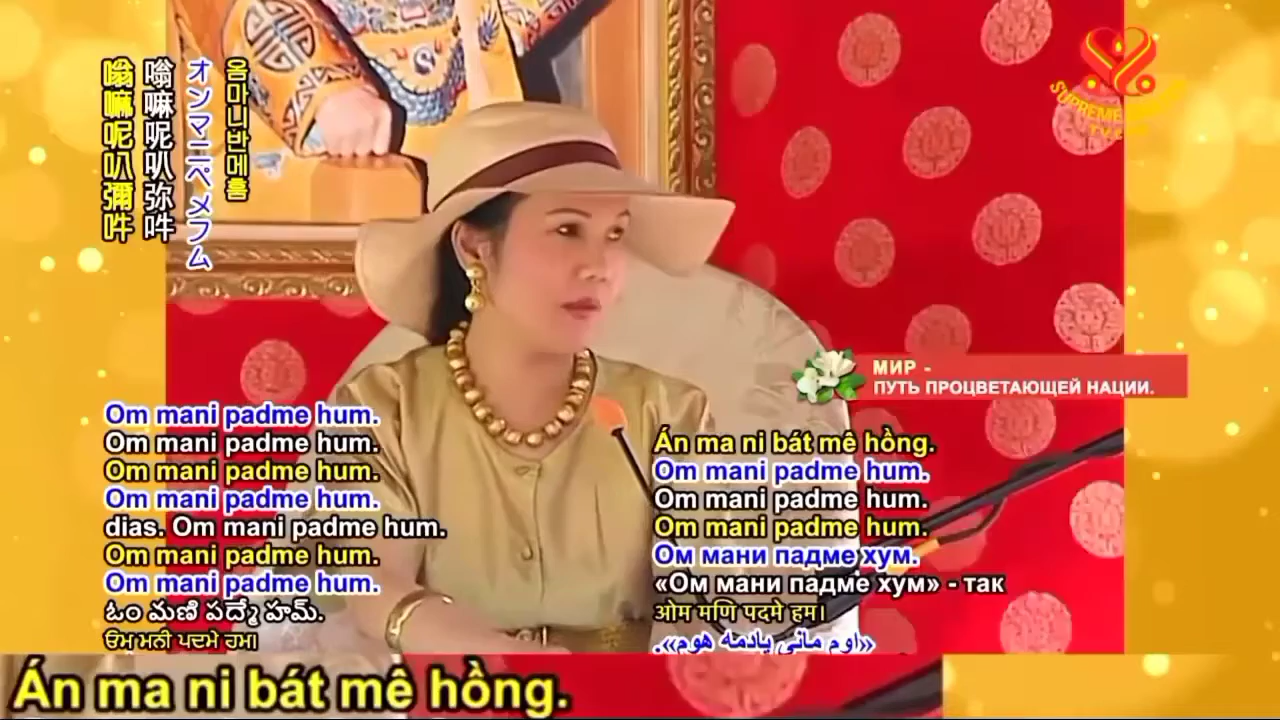 嗡嘛呢叭彌吽
嗡嘛呢叭弥吽
オンマニペメフム
옴마니반메훔
SUPREME
МИР -
ПУТЬ ПРОЦВЕТАЮЩЕЙ НАЦИИ.
Om mani padme hum.
Om mani padme hum.
Om mani padme hum.
Om mani padme hum.
dias. Om mani padme hum.
Om mani padme hum.
Om mani padme hum.
ఓం మణి పద్మే హమ్.
ਓਮ ਮਨੀ ਪਦਮੇ ਹਮ।
Án ma ni bát mê hồng.
Om mani padme hum.
Om mani padme hum.
Om mani padme hum.
Ом мани падме хум.
«Ом мани падме хум» - так
ओम मणि पदमे हम।
«اوم ماني پادمه هوم».
Án ma ni bát mê hồng.